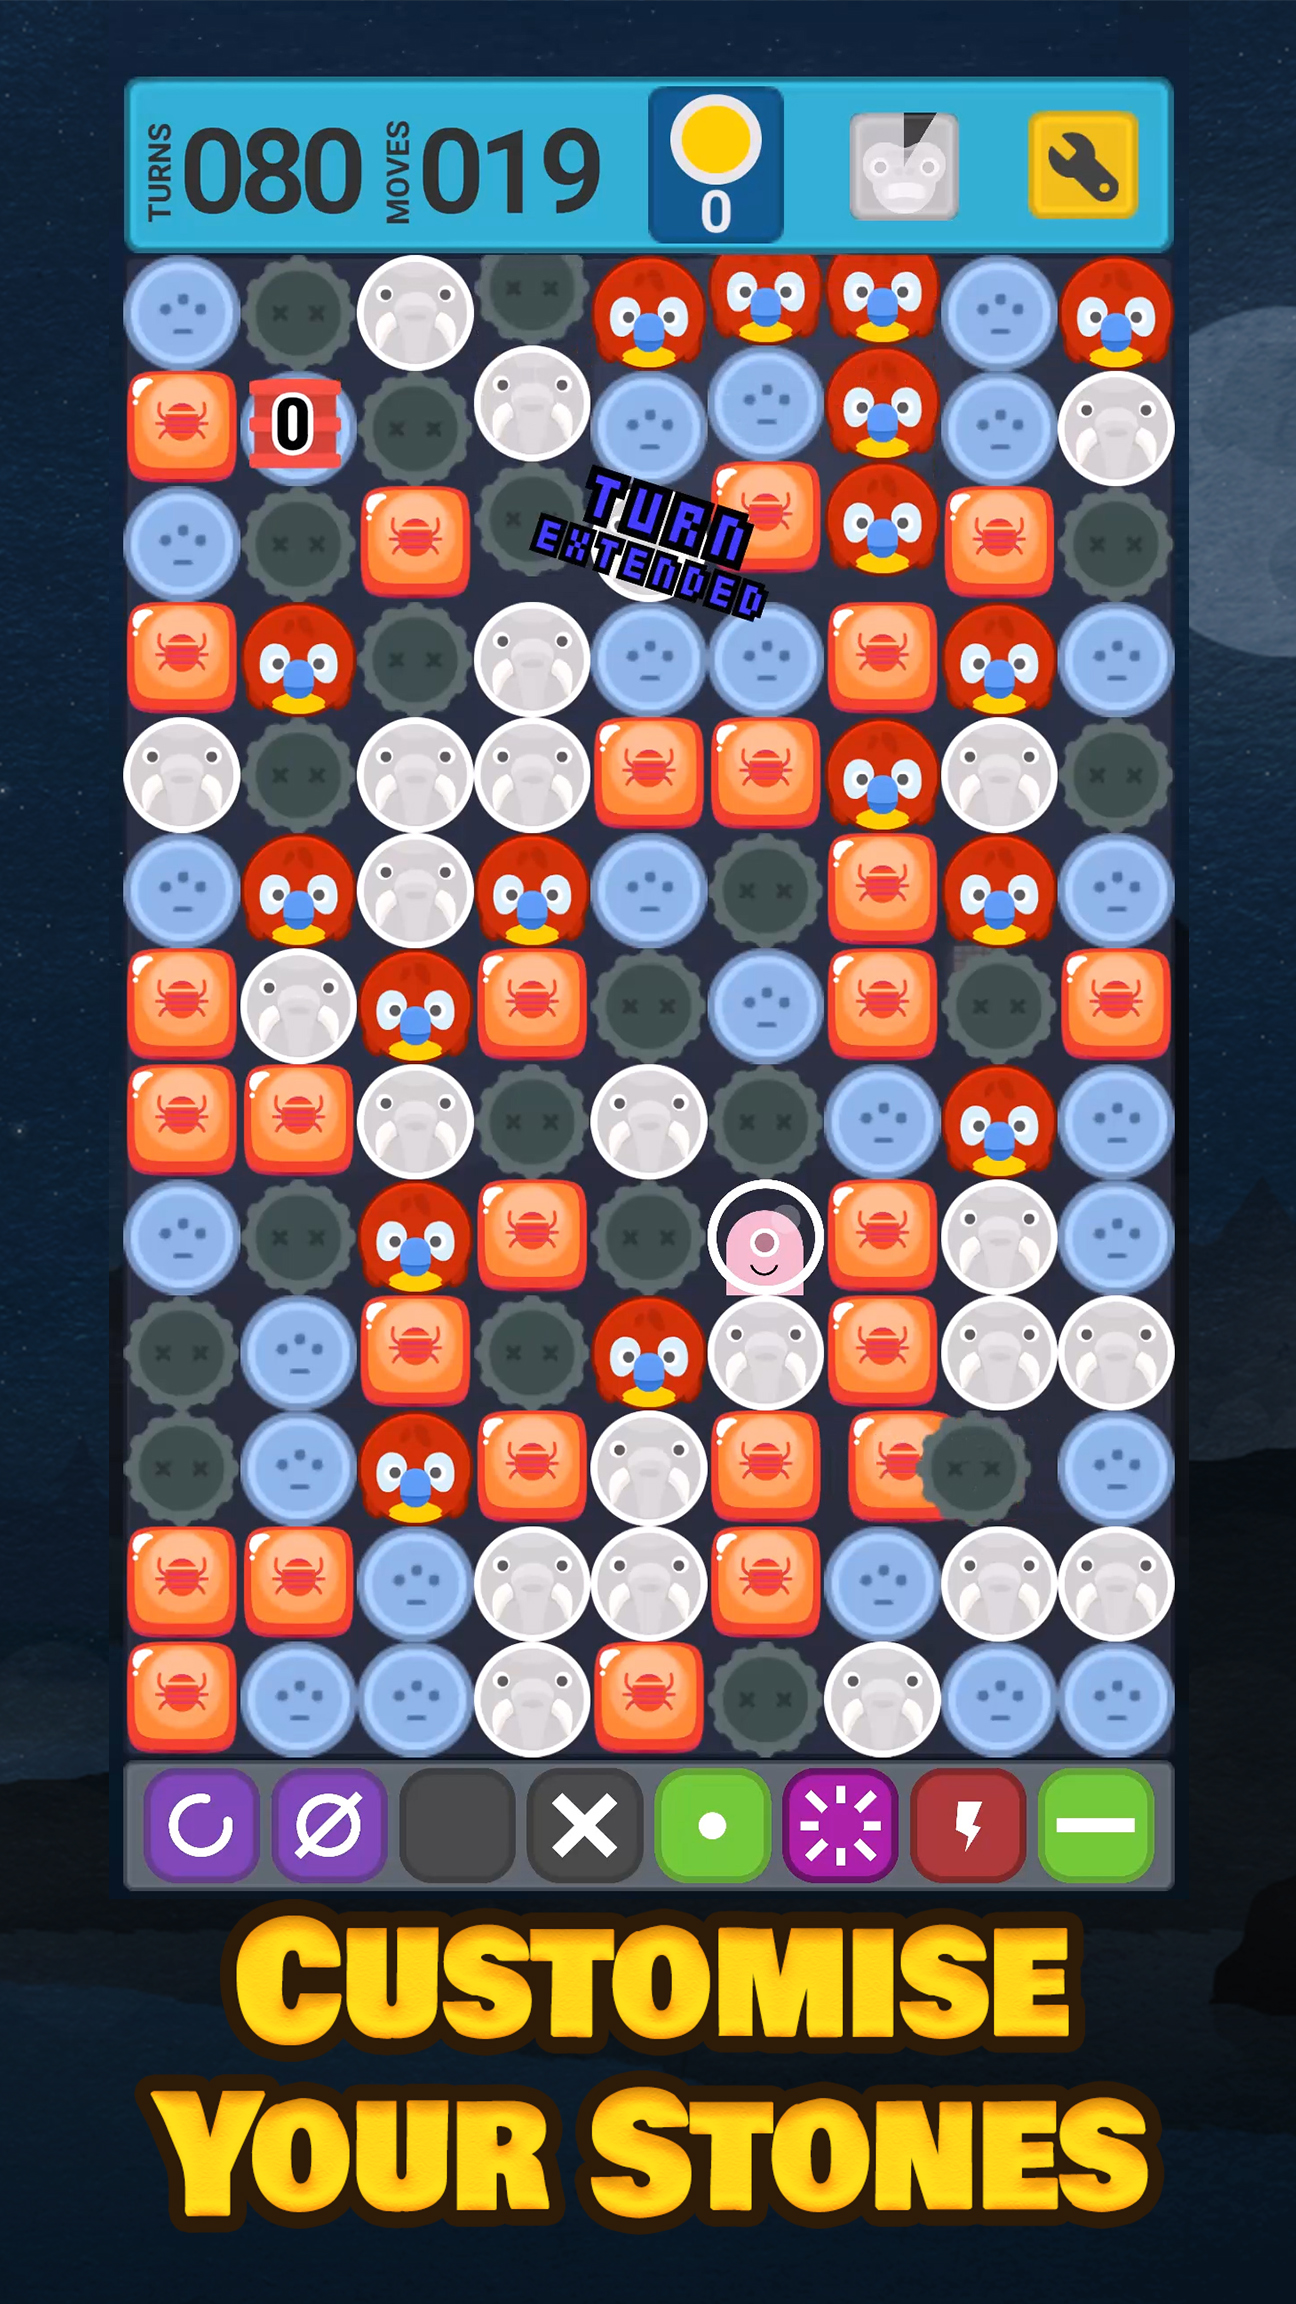 TURNS 080 MOVES 019
0
0
TURN
EXTENDED
CUSTOMISE
YOUR STONES